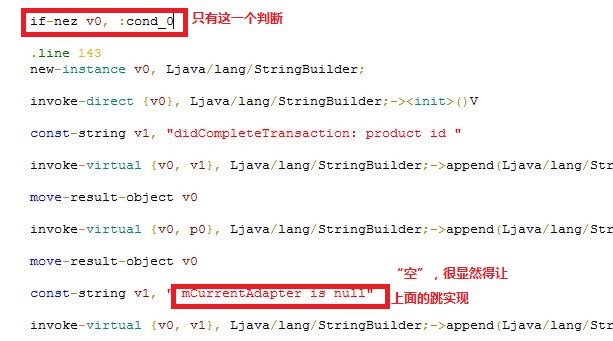 if-nez v0, :cond_0
只有这一个判断
.line 143
new-instance v0, Ljava/lang/StringBuilder;
invoke-direct {v0}, Ljava/lang/StringBuilder;-><init>()V
const-string v1, "didCompleteTransaction: product id "
invoke-virtual {v0, v1}, Ljava/lang/StringBuilder;->append(Ljava/lang/Str
move-result-object v0
invoke-virtual {v0, p0}, Ljava/lang/StringBuilder;->append(Ljava/lang/Str
move-result-object v0
“空”，很显然得让
const-string v1, " mCurrentAdapter is null"
上面的跳实现
invoke-virtual {v0, v1}, Ljava/lang/StringBuilder;->append(Ljava/lang/Str